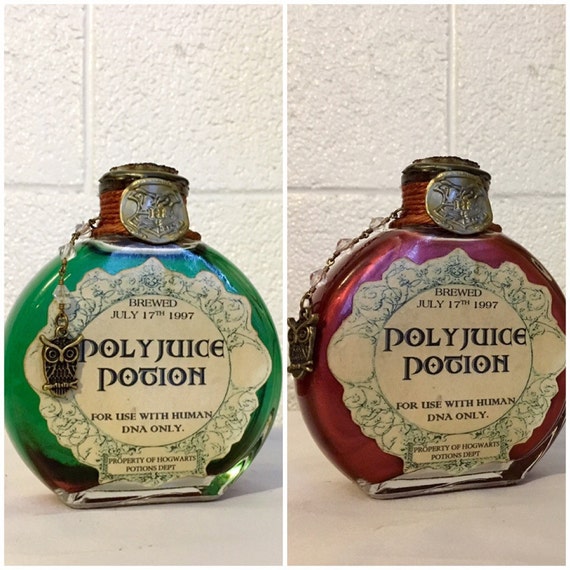 BREWED
JULY 17TH 1997
POLYJUICE
POTION
FOR USE WITH HUMAN
DNA ONLY.
PROPERTY OF HOGWARTS
POTIONS DEPT
BREWED
JULY 17TH 1997
POLYJUICE
POTION
FOR USE WITH HUMAN
DNA ONLY.
PROPERTY OF HOGWARTS
POTIONS DEPT